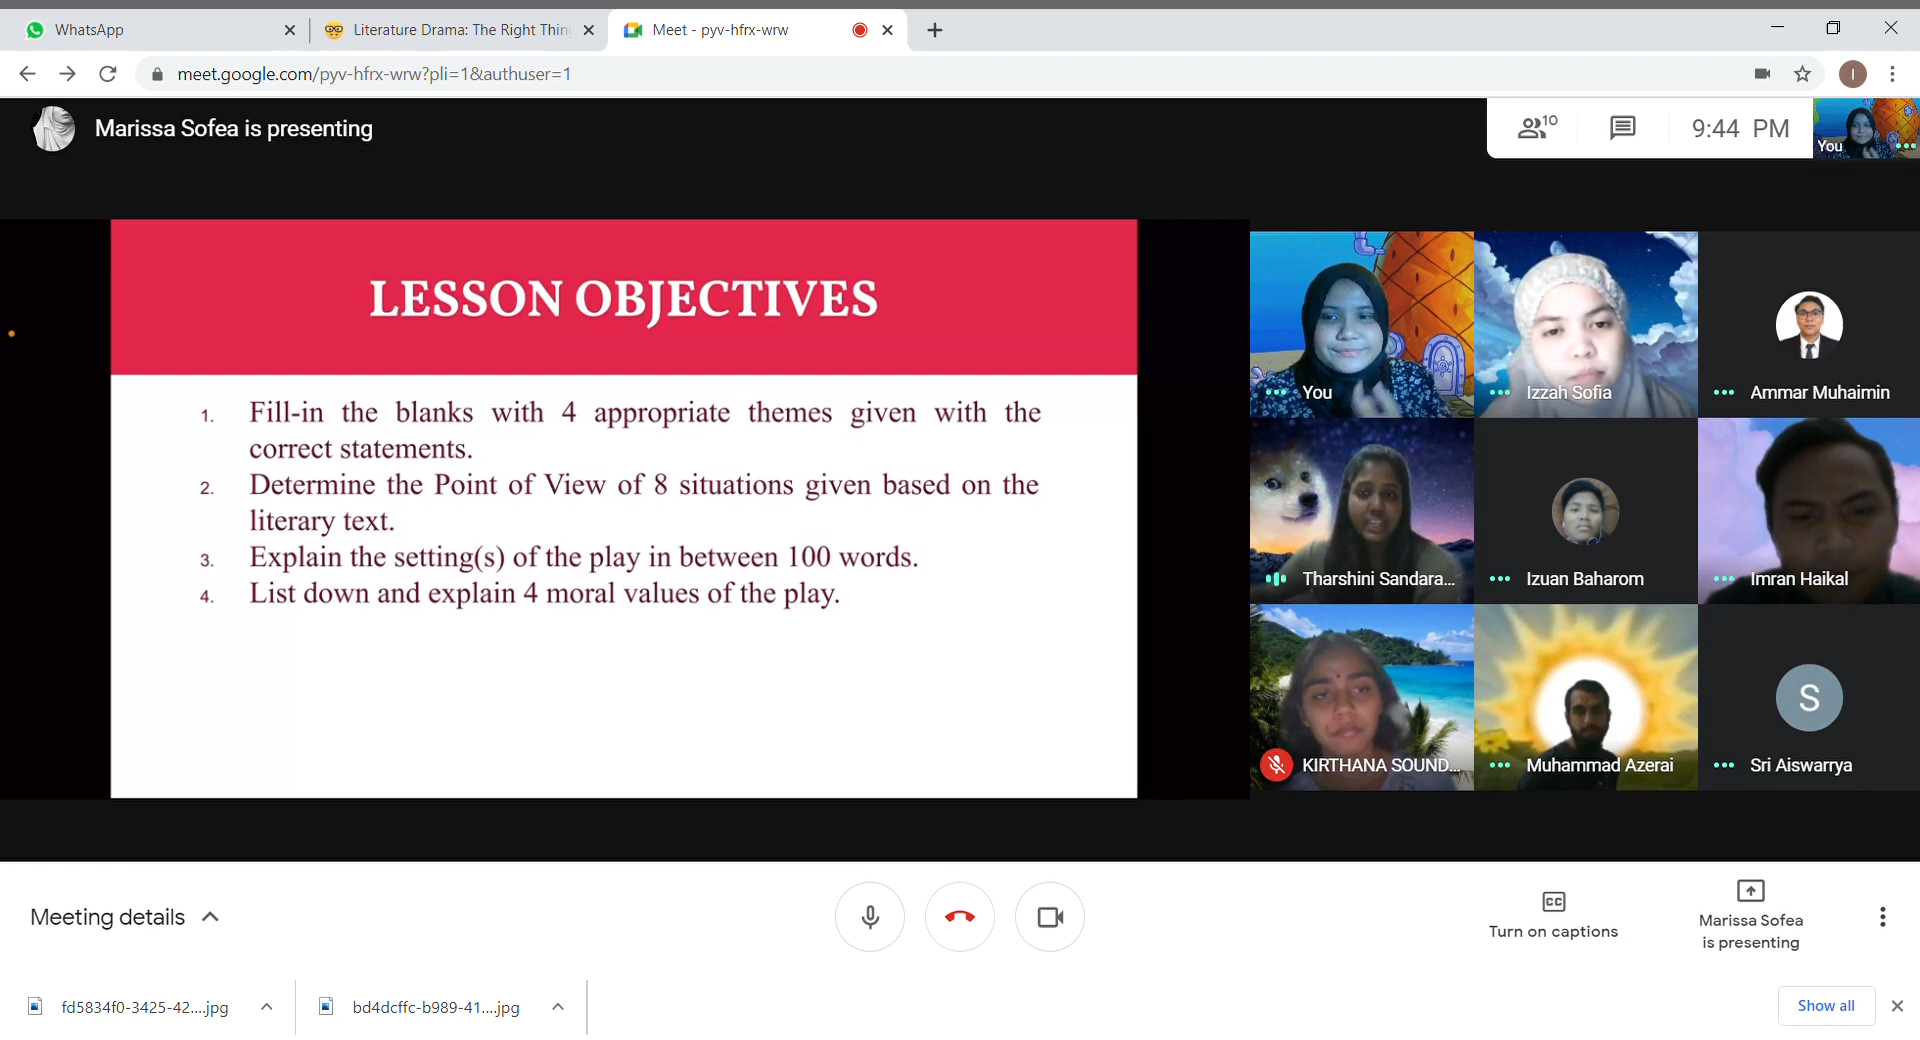 WhatsApp
Literature Drama: The Right Thin
Meet - pyv-hfrx-wrw
meet.google.com/pyv-hfrx-wrw?pli=1&authuser=1
I
Marissa Sofea is presenting
10
9:44 PM
You
LESSON OBJECTIVES
1. Fill-in the blanks with 4 appropriate themes given with the
correct statements.
2. Determine the Point of View of 8 situations given based on the
literary text.
3. Explain the setting(s) of the play in between 100 words.
4. List down and explain 4 moral values of the play.
You
Izzah Sofia
Ammar Muhaimin
Tharshini Sandara...
Izuan Baharom
Imran Haikal
S
KIRTHANA SOUND...
Muhammad Azerai
Sri Aiswarrya
Meeting details
CC
Turn on captions
Marissa Sofea
is presenting
fd5834f0-3425-42....jpg
bd4dcffc-b989-41....jpg
Show all